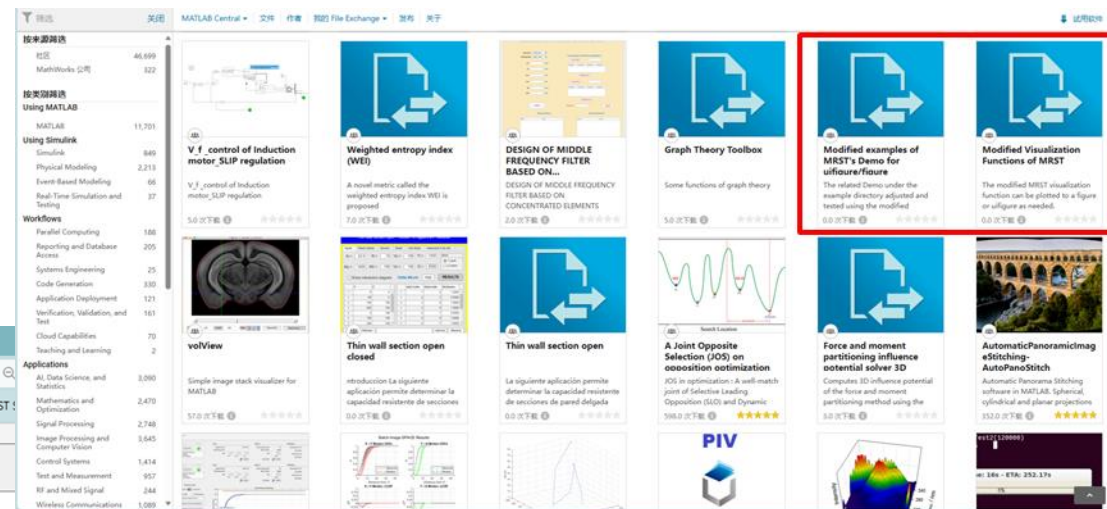 筛选
关闭
MATLAB Central
文件
作者
我的 File Exchange
发布
关于
试用软件
按来源筛选
社区 46,699
MathWorks 公司 322
按类别筛选
Using MATLAB
MATLAB 11,701
Using Simulink
Simulink 849
Physical Modeling 2,213
Event-Based Modeling 66
Real-Time Simulation and 37
Testing
Workflows
Parallel Computing 188
Reporting and Database 205
Access
Systems Engineering 25
Code Generation 330
Application Deployment 121
Verification, Validation, and 161
Test
Cloud Capabilities 70
Teaching and Learning 2
Applications
AI, Data Science, and 3,090
Statistics
Mathematics and 2,470
Optimization
Signal Processing 2,748
Image Processing and 3,645
Computer Vision
Control Systems 1,414
Test and Measurement 957
RF and Mixed Signal 244
Wireless Communications 1,089
V_f _control of Induction
motor_SLIP regulation
V_f _control of Induction
motor_SLIP regulation
5.0 次下载
Weighted entropy index
(WEI)
A novel metric called the
weighted entropy index WEI is
proposed
7.0 次下载
DESIGN OF MIDDLE
FREQUENCY FILTER
BASED ON...
DESIGN OF MIDDLE FREQUENCY
FILTER BASED ON
CONCENTRATED ELEMENTS
2.0 次下载
Graph Theory Toolbox
Some functions of graph theory
5.0 次下载
Modified examples of
MRST's Demo for
uifigure/figure
The related Demo under the
example directory adjusted and
tested using the modified
0.0 次下载
Modified Visualization
Functions of MRST
The modified MRST visualization
function can be plotted to a figure
or uifigure as needed.
0.0 次下载
volView
Simple image stack visualizer for
MATLAB
57.0 次下载
RESULTS
Thin wall section open
closed
ntroduccion La siguiente
aplicación permite determinar la
capacidad resistente de secciones
0.0 次下载
Thin wall section open
La siguiente aplicación permite
determinar la capacidad resistente
de secciones de pared delgada
0.0 次下载
Search Location
A Joint Opposite
Selection (JOS) on
opposition optimization
JOS in optimization : A well-match
joint of Selective Leading
Opposition (SLO) and Dynamic
598.0 次下载
Force and moment
partitioning influence
potential solver 3D
Computes 3D influence potential
of the force and moment
partitioning method using the
3.0 次下载
AutomaticPanoramicImag
eStitching-
AutoPanoStitch
Automatic Panorama Stitching
software in MATLAB. Spherical,
cylindrical and planar projections
352.0 次下载
PIV